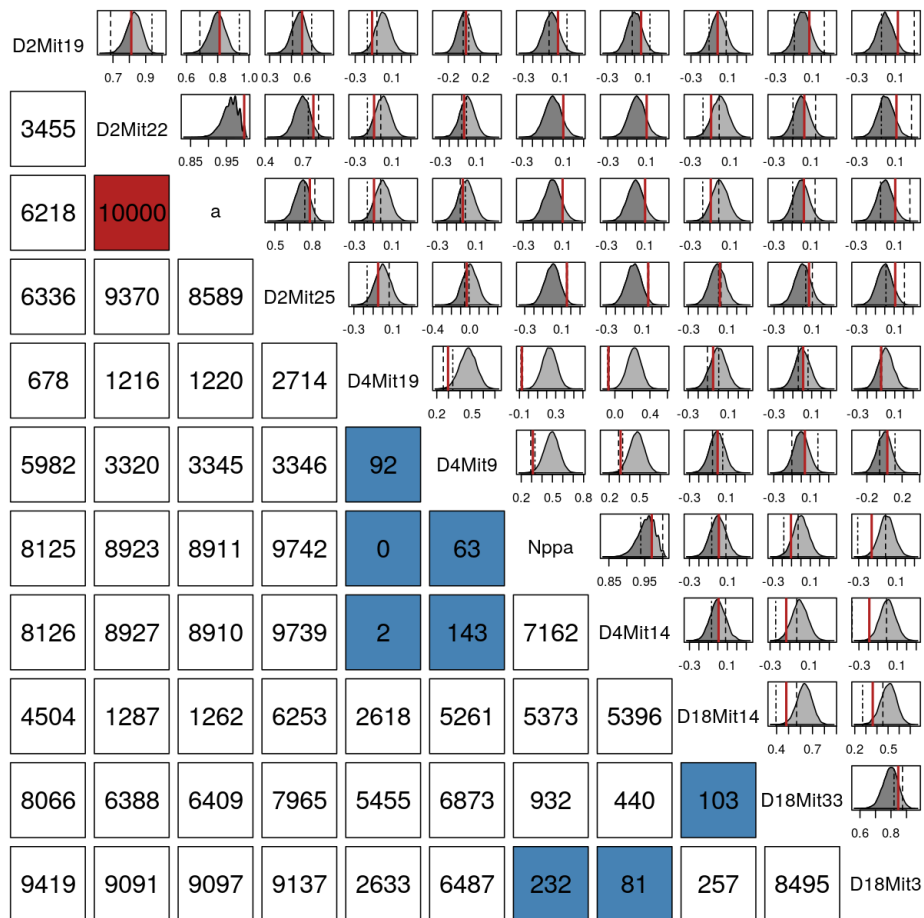 D2Mit19
0.7 0.9 0.6 0.8 1.0 0.3 0.6 -0.3 0.1 -0.2 0.2 -0.3 0.1 -0.3 0.1 -0.3 0.1 -0.3 0.1 -0.3 0.1
3455 D2Mit22
0.85 0.95 0.4 0.7 -0.3 0.1 -0.3 0.1 -0.3 0.1 -0.3 0.1 -0.3 0.1 -0.3 0.1 -0.3 0.1
6218 10000 a
0.5 0.8 -0.3 0.1 -0.3 0.1 -0.3 0.1 -0.3 0.1 -0.3 0.1 -0.3 0.1 -0.3 0.1
6336 9370 8589 D2Mit25
-0.3 0.1 -0.4 0.0 -0.3 0.1 -0.3 0.1 -0.3 0.1 -0.3 0.1 -0.3 0.1
678 1216 1220 2714 D4Mit19
0.2 0.5 -0.1 0.3 0.0 0.4 -0.3 0.1 -0.3 0.1 -0.3 0.1
5982 3320 3345 3346 92 D4Mit9
0.2 0.5 0.8 0.2 0.5 -0.3 0.1 -0.3 0.1 -0.2 0.2
8125 8923 8911 9742 0 63 Nppa
0.85 0.95 -0.3 0.1 -0.3 0.1 -0.3 0.1
8126 8927 8910 9739 2 143 7162 D4Mit14
-0.3 0.1 -0.3 0.1 -0.3 0.1
4504 1287 1262 6253 2618 5261 5373 5396 D18Mit14
0.4 0.7 0.2 0.5
8066 6388 6409 7965 5455 6873 932 440 103 D18Mit33
0.6 0.8
9419 9091 9097 9137 2633 6487 232 81 257 8495 D18Mit3